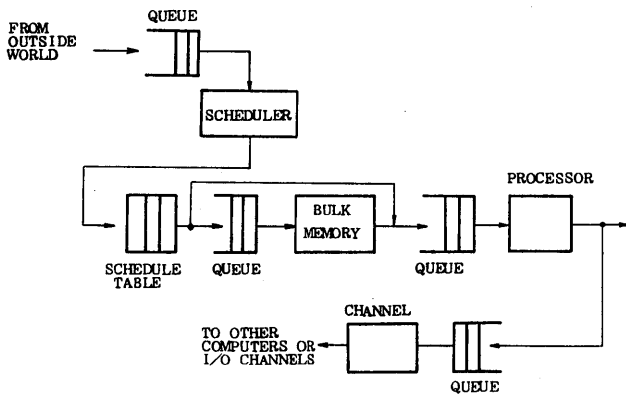 QUEUE
FROM
OUTSIDE
WORLD
SCHEDULER
PROCESSOR
BULK
MEMORY
SCHEDULE
TABLE
QUEUE
QUEUE
CHANNEL
TO OTHER
COMPUTERS OR
I/O CHANNELS
QUEUE